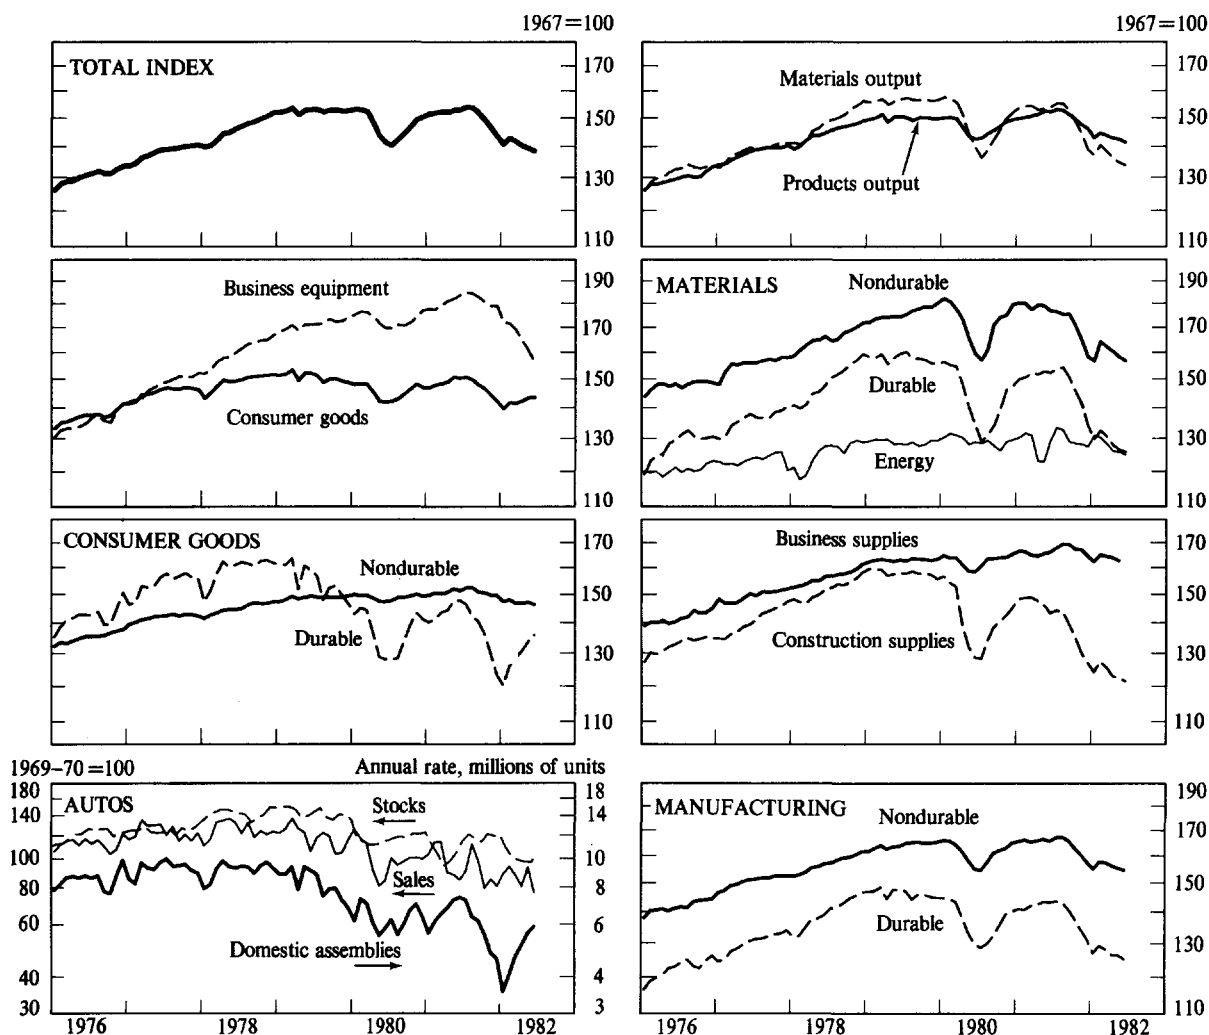 1967=100
TOTAL INDEX
170
150
130
110
1967=100
Materials output
Products output
170
150
130
110
Business equipment
Consumer goods
190
170
150
130
110
MATERIALS
Nondurable
Durable
Energy
190
170
150
130
110
CONSUMER GOODS
Nondurable
Durable
170
150
130
110
Business supplies
Construction supplies
170
150
130
110
1969–70=100
Annual rate, millions of units
AUTOS
Stocks
Sales
Domestic assemblies
180
140
100
80
60
40
30
18
14
10
8
6
4
3
1976
1978
1980
1982
MANUFACTURING
Nondurable
Durable
190
170
150
130
110
1976
1978
1980
1982